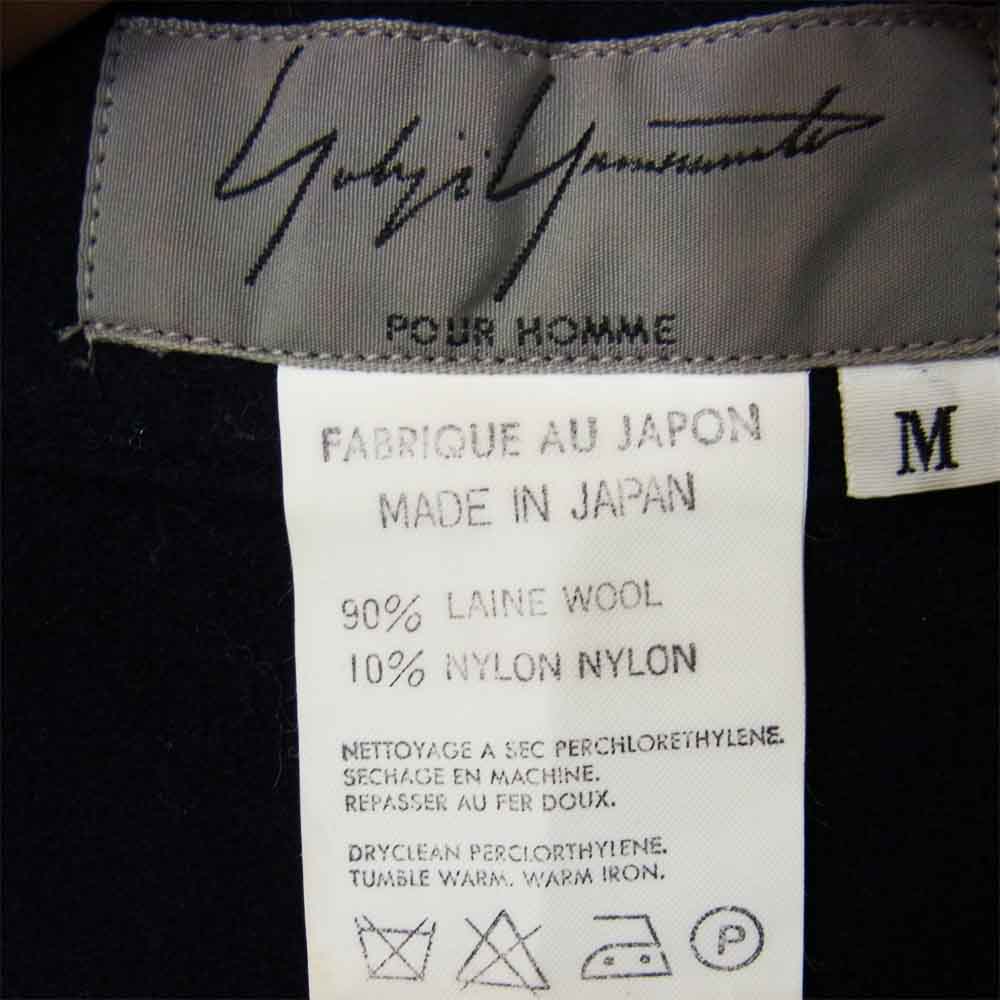 Yohji Yamamoto
POUR HOMME
M
FABRIQUE AU JAPON
MADE IN JAPAN
90% LAINE WOOL
10% NYLON NYLON
NETTOYAGE A SEC PERCHLORETHYLENE.
SECHAGE EN MACHINE.
REPASSER AU FER DOUX.
DRYCLEAN PERCLORTHYLENE.
TUMBLE WARM. WARM IRON.
P